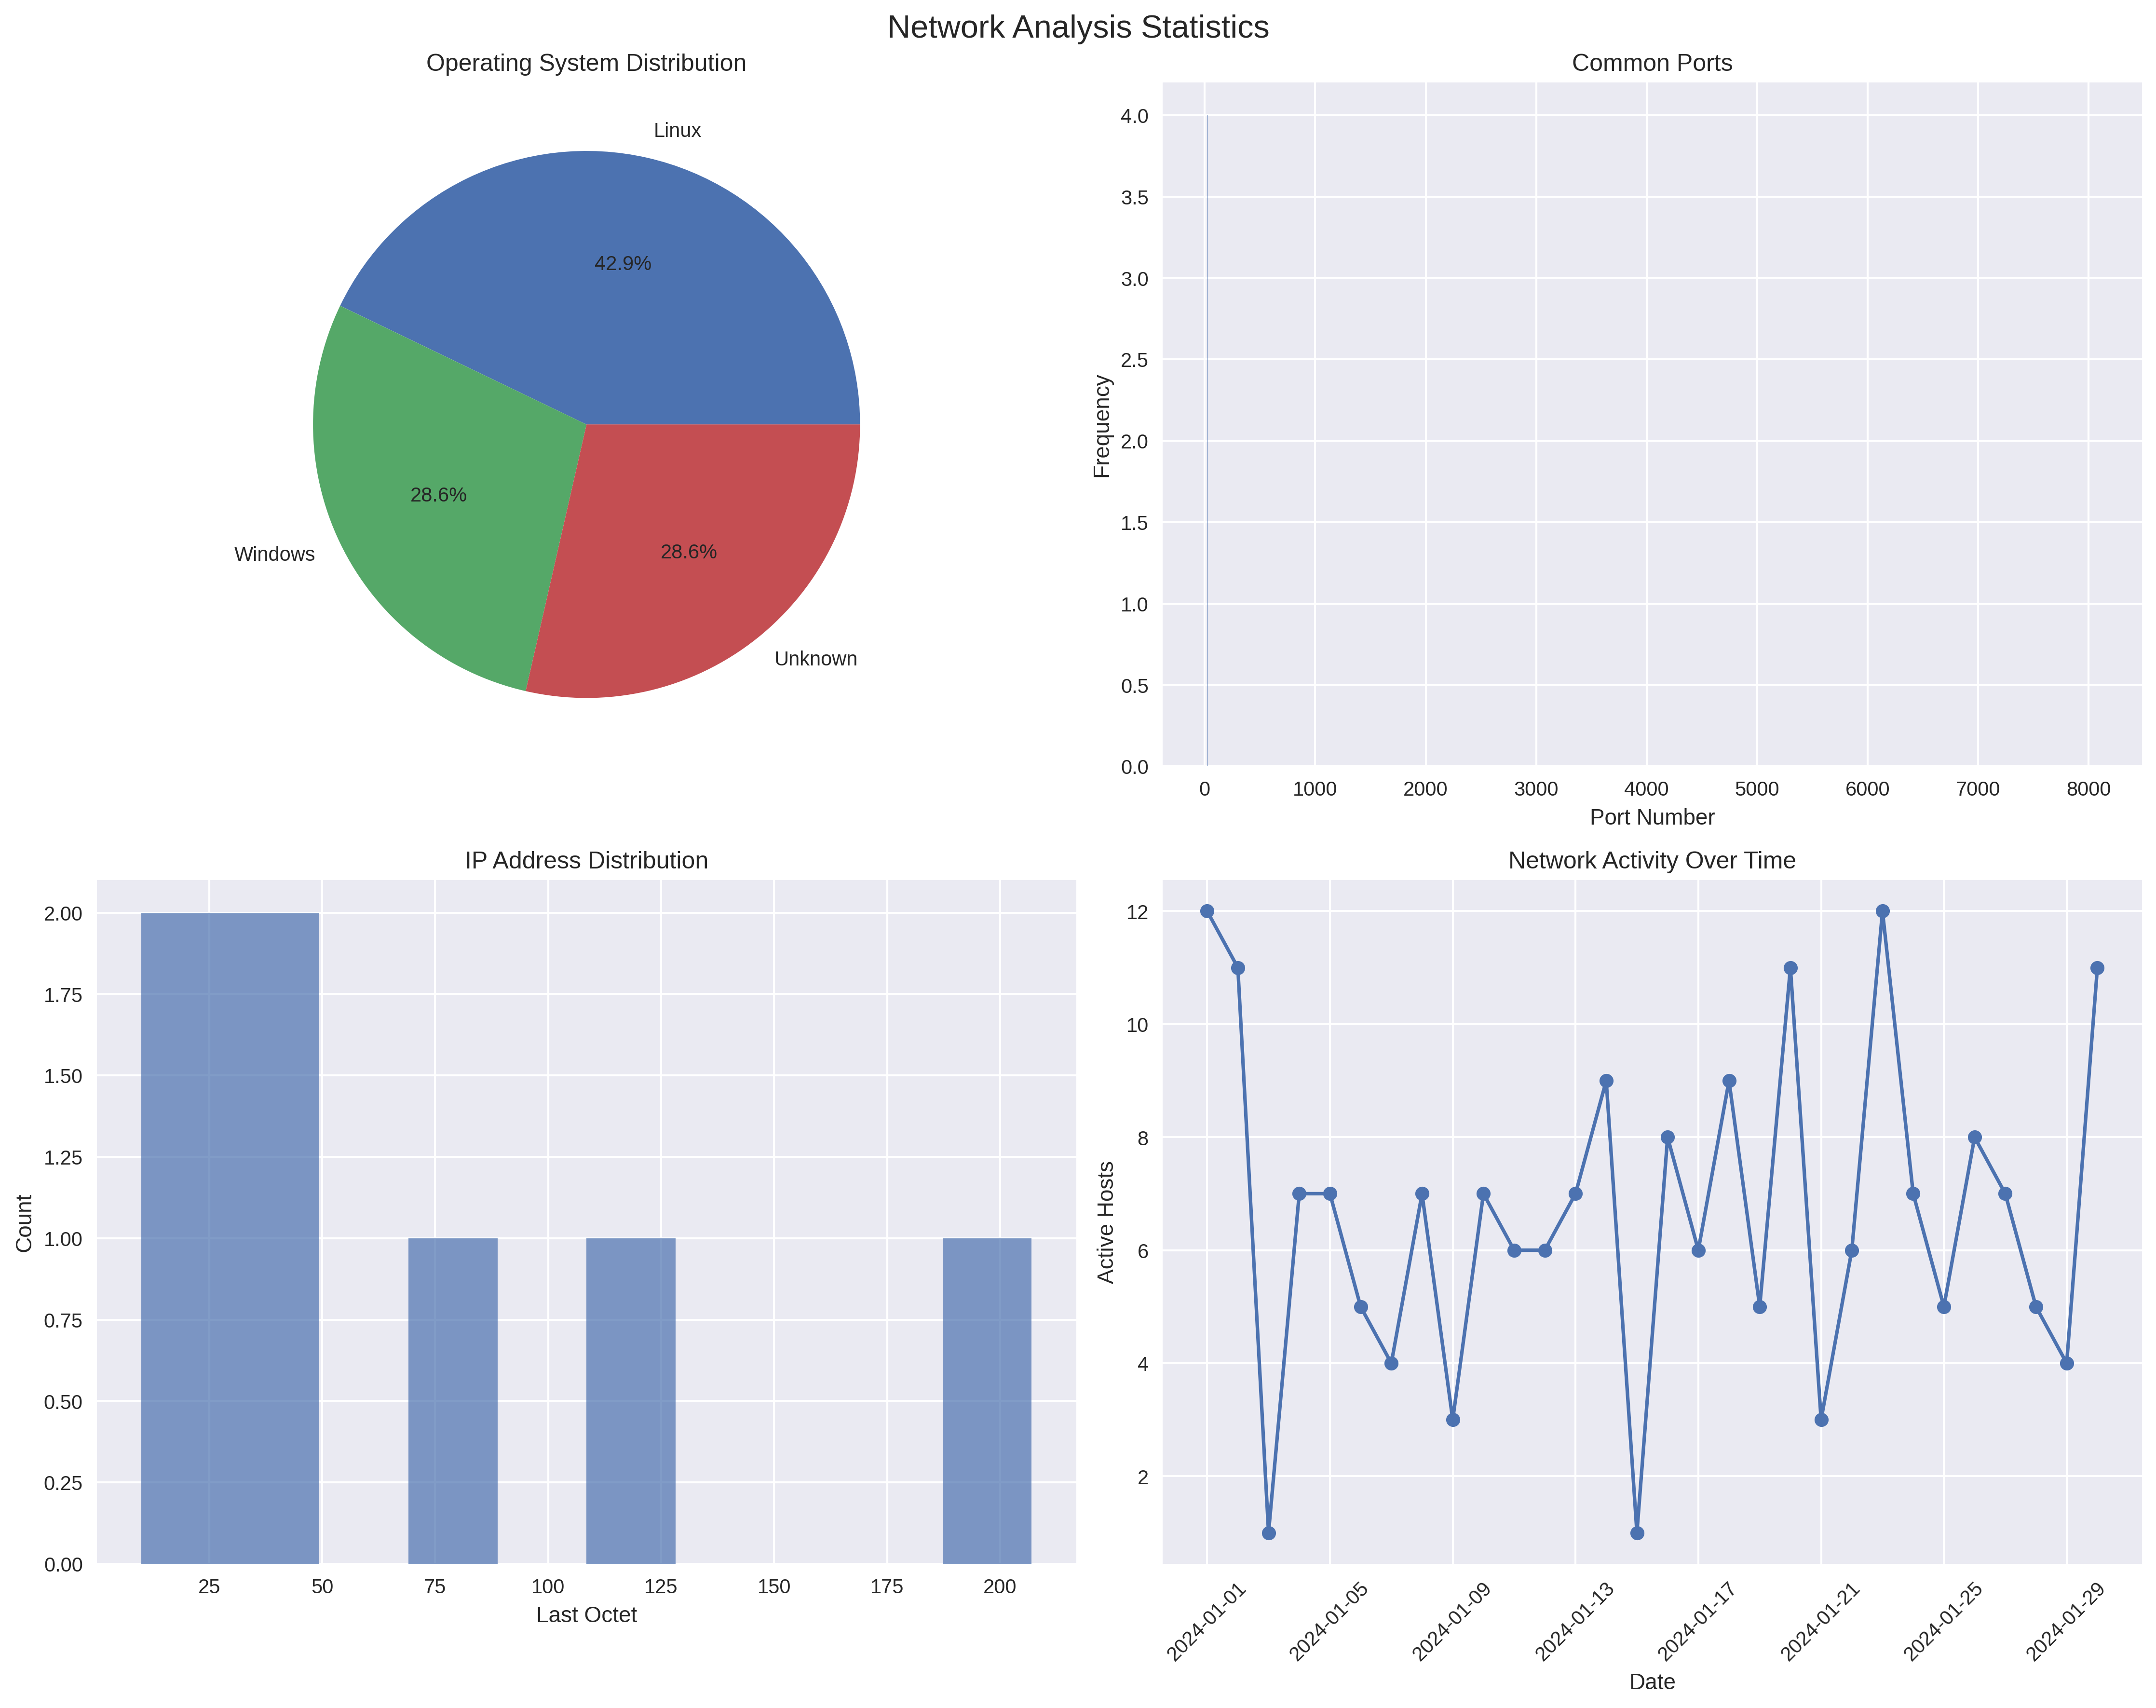 Network Analysis Statistics
Operating System Distribution
Linux
42.9%
28.6%
Windows
28.6%
Unknown
Common Ports
4.0
3.5
3.0
2.5
2.0
1.5
1.0
0.5
0.0
Frequency
0 1000 2000 3000 4000 5000 6000 7000 8000
Port Number
IP Address Distribution
2.00
1.75
1.50
1.25
1.00
0.75
0.50
0.25
0.00
Count
25 50 75 100 125 150 175 200
Last Octet
Network Activity Over Time
12
10
8
6
4
2
Active Hosts
2024-01-01 2024-01-05 2024-01-09 2024-01-13 2024-01-17 2024-01-21 2024-01-25 2024-01-29
Date